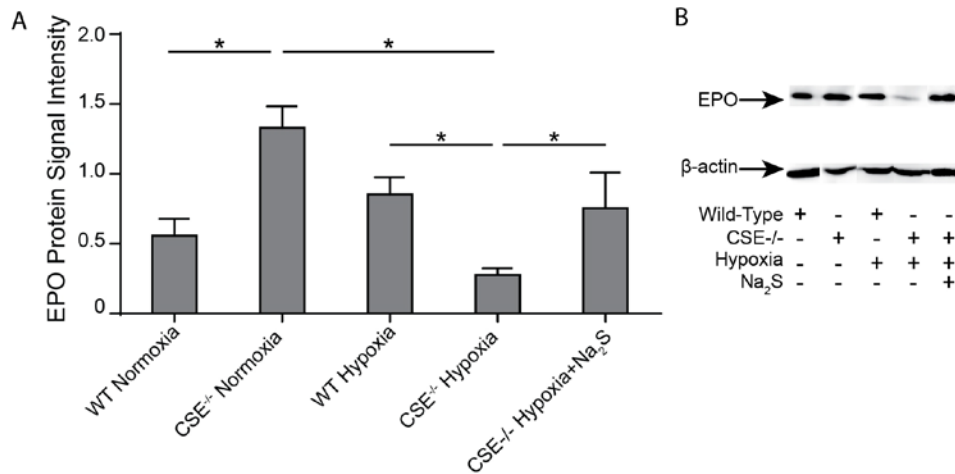 A
EPO Protein Signal Intensity
2.0
1.5
1.0
0.5
0
*
*
*
*
WT Normoxia
CSE-/- Normoxia
WT Hypoxia
CSE-/- Hypoxia
CSE-/- Hypoxia+Na₂S
B
EPO
β-actin
Wild-Type + - + - -
CSE-/- - + - + +
Hypoxia - - + + +
Na₂S - - - - +